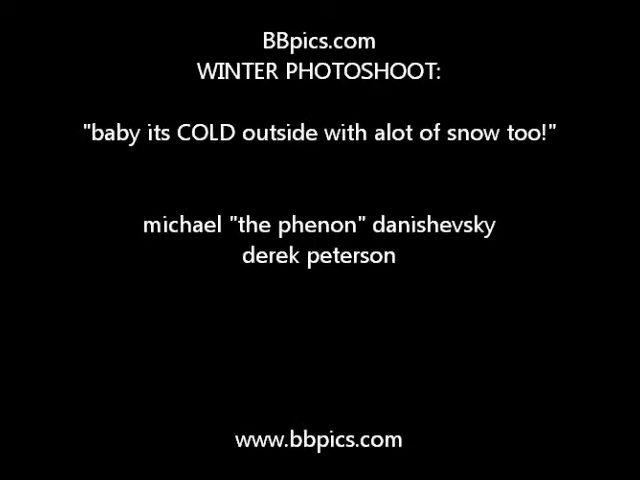 BBpics.com
WINTER PHOTOSHOOT:
"baby its COLD outside with alot of snow too!"
michael "the phenon" danishevsky
derek peterson
www.bbpics.com